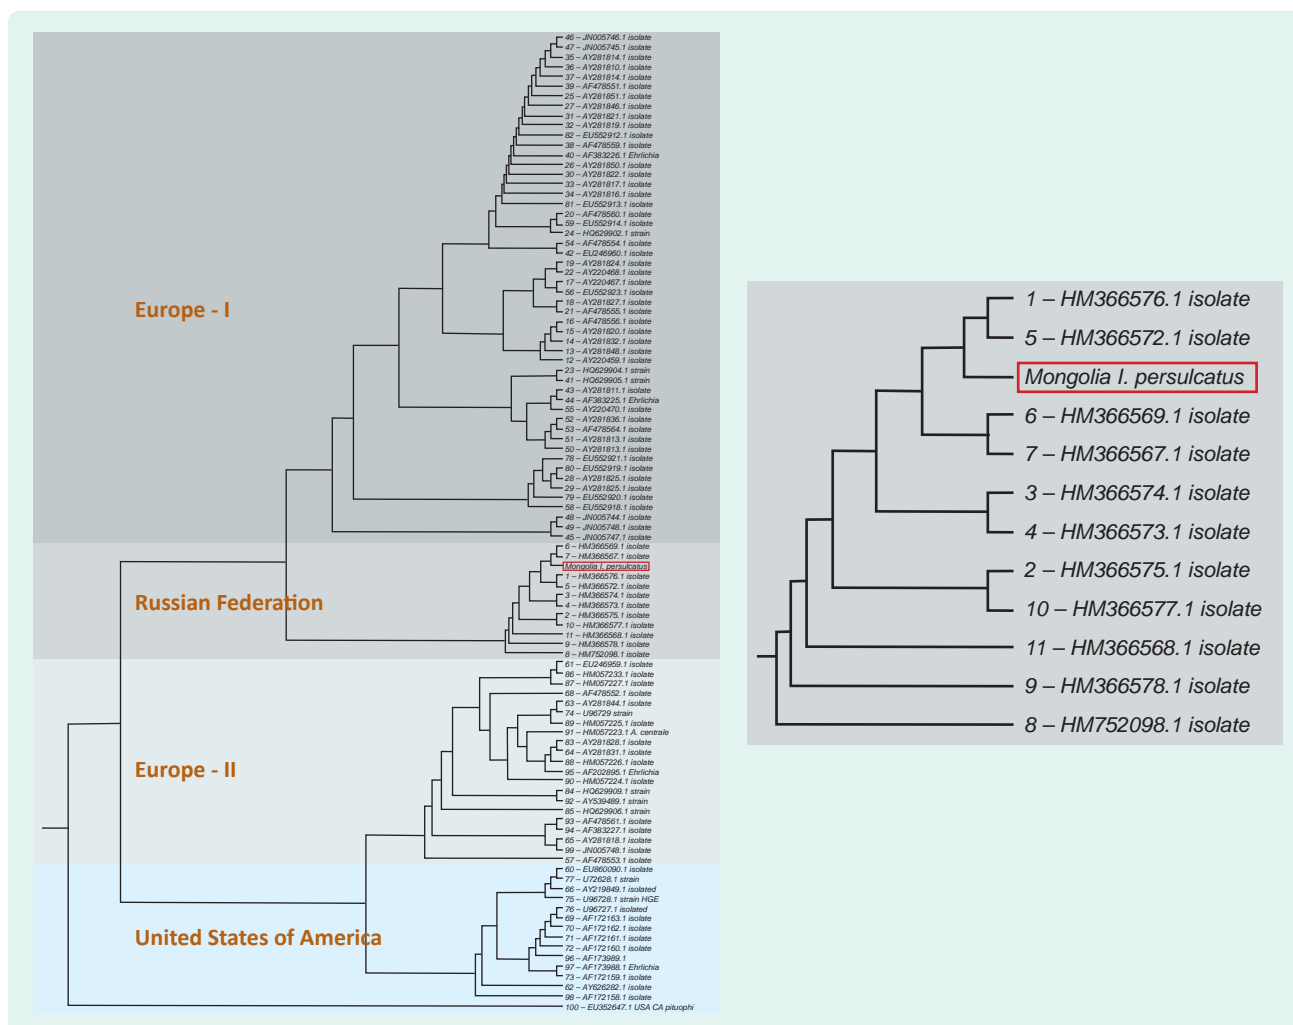 46 – JN005746.1 isolate
47 – JN005745.1 isolate
35 – AY281814.1 isolate
36 – AY281810.1 isolate
37 – AY281814.1 isolate
39 – AF478551.1 isolate
25 – AY281851.1 isolate
27 – AY281846.1 isolate
31 – AY281821.1 isolate
32 – AY281819.1 isolate
82 – EU552912.1 isolate
38 – AF478559.1 isolate
40 – AF383226.1 Ehrlichia
26 – AY281850.1 isolate
30 – AY281822.1 isolate
33 – AY281817.1 isolate
34 – AY281816.1 isolate
81 – EU552913.1 isolate
20 – AF478560.1 isolate
59 – EU552914.1 isolate
24 – HQ629902.1 strain
54 – AF478554.1 isolate
42 – EU246960.1 isolate
19 – AY281824.1 isolate
22 – AY220468.1 isolate
17 – AY220467.1 isolate
56 – EU552923.1 isolate
18 – AY281827.1 isolate
21 – AF478555.1 isolate
16 – AF478556.1 isolate
15 – AY281820.1 isolate
14 – AY281832.1 isolate
13 – AY281848.1 isolate
12 – AY220459.1 isolate
23 – HQ629904.1 strain
41 – HQ629905.1 strain
43 – AY281811.1 isolate
44 – AF383225.1 Ehrlichia
55 – AY220470.1 isolate
52 – AY281836.1 isolate
53 – AF478564.1 isolate
51 – AY281813.1 isolate
50 – AY281813.1 isolate
78 – EU552921.1 isolate
80 – EU552919.1 isolate
28 – AY281825.1 isolate
29 – AY281825.1 isolate
79 – EU552920.1 isolate
58 – EU552918.1 isolate
48 – JN005744.1 isolate
49 – JN005748.1 isolate
45 – JN005747.1 isolate
Europe - I
6 – HM366569.1 isolate
7 – HM366567.1 isolate
Mongolia I. persulcatus
1 – HM366576.1 isolate
5 – HM366572.1 isolate
3 – HM366574.1 isolate
4 – HM366573.1 isolate
2 – HM366575.1 isolate
10 – HM366577.1 isolate
11 – HM366568.1 isolate
9 – HM366578.1 isolate
8 – HM752098.1 isolate
Russian Federation
61 – EU246959.1 isolate
86 – HM057233.1 isolate
87 – HM057227.1 isolate
68 – AF478552.1 isolate
63 – AY281844.1 isolate
74 – U96729 strain
89 – HM057225.1 isolate
91 – HM057223.1 A. centrale
83 – AY281828.1 isolate
64 – AY281831.1 isolate
88 – HM057226.1 isolate
95 – AF202895.1 Ehrlichia
90 – HM057224.1 isolate
84 – HQ629909.1 strain
92 – AY539489.1 strain
85 – HQ629906.1 strain
93 – AF478561.1 isolate
94 – AF383227.1 isolate
65 – AY281818.1 isolate
99 – JN005748.1 isolate
57 – AF478553.1 isolate
Europe - II
60 – EU860090.1 isolate
77 – U72628.1 strain
66 – AY219849.1 isolated
75 – U96728.1 strain HGE
76 – U96727.1 isolated
69 – AF172163.1 isolate
70 – AF172162.1 isolate
71 – AF172161.1 isolate
72 – AF172160.1 isolate
96 – AF173989.1
97 – AF173988.1 Ehrlichia
73 – AF172159.1 isolate
62 – AY626282.1 isolate
98 – AF172158.1 isolate
100 – EU352647.1 USA CA pituophi
United States of America
1 – HM366576.1 isolate
5 – HM366572.1 isolate
Mongolia I. persulcatus
6 – HM366569.1 isolate
7 – HM366567.1 isolate
3 – HM366574.1 isolate
4 – HM366573.1 isolate
2 – HM366575.1 isolate
10 – HM366577.1 isolate
11 – HM366568.1 isolate
9 – HM366578.1 isolate
8 – HM752098.1 isolate